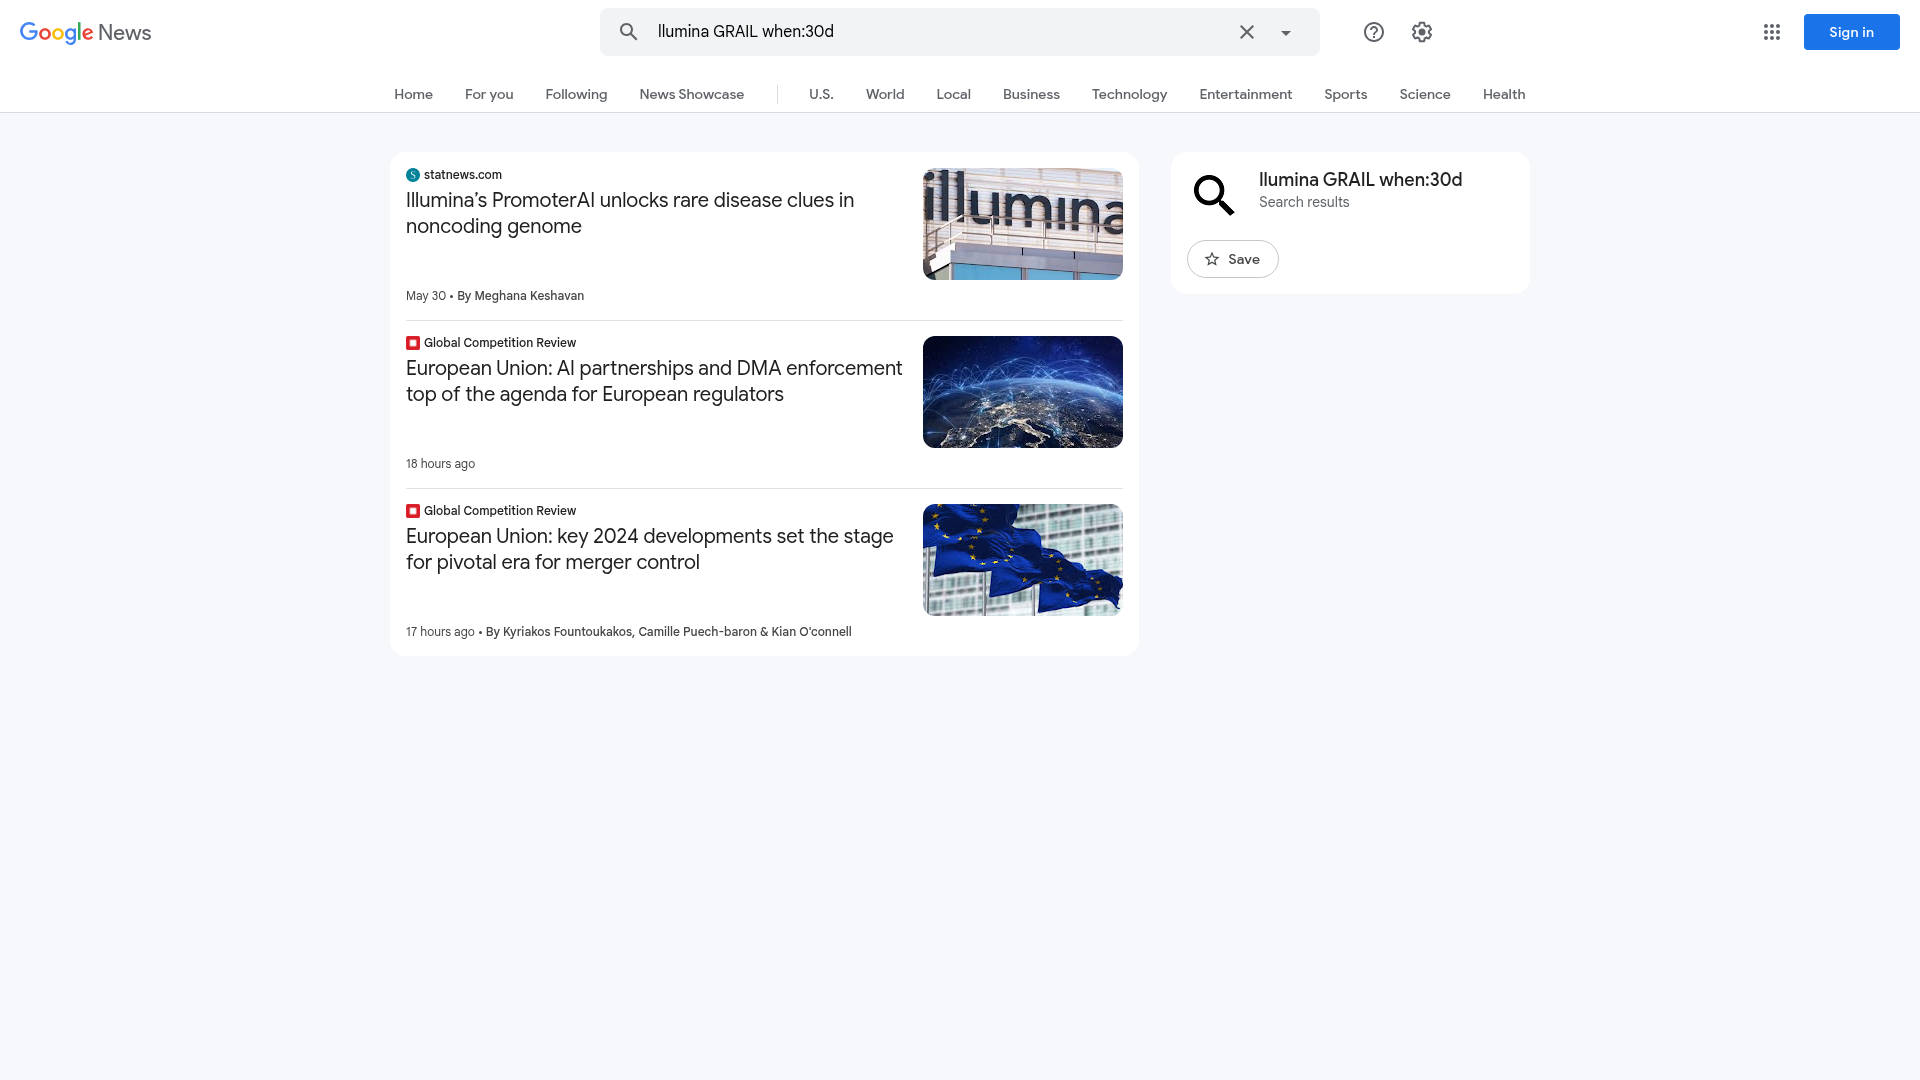 Google News
Ilumina GRAIL when:30d
Sign in
Home
For you
Following
News Showcase
U.S.
World
Local
Business
Technology
Entertainment
Sports
Science
Health
statnews.com
Illumina’s PromoterAI unlocks rare disease clues in
noncoding genome
May 30 • By Meghana Keshavan
illumina
Global Competition Review
European Union: AI partnerships and DMA enforcement
top of the agenda for European regulators
18 hours ago
Global Competition Review
European Union: key 2024 developments set the stage
for pivotal era for merger control
17 hours ago • By Kyriakos Fountoukakos, Camille Puech-baron & Kian O'connell
Ilumina GRAIL when:30d
Search results
Save